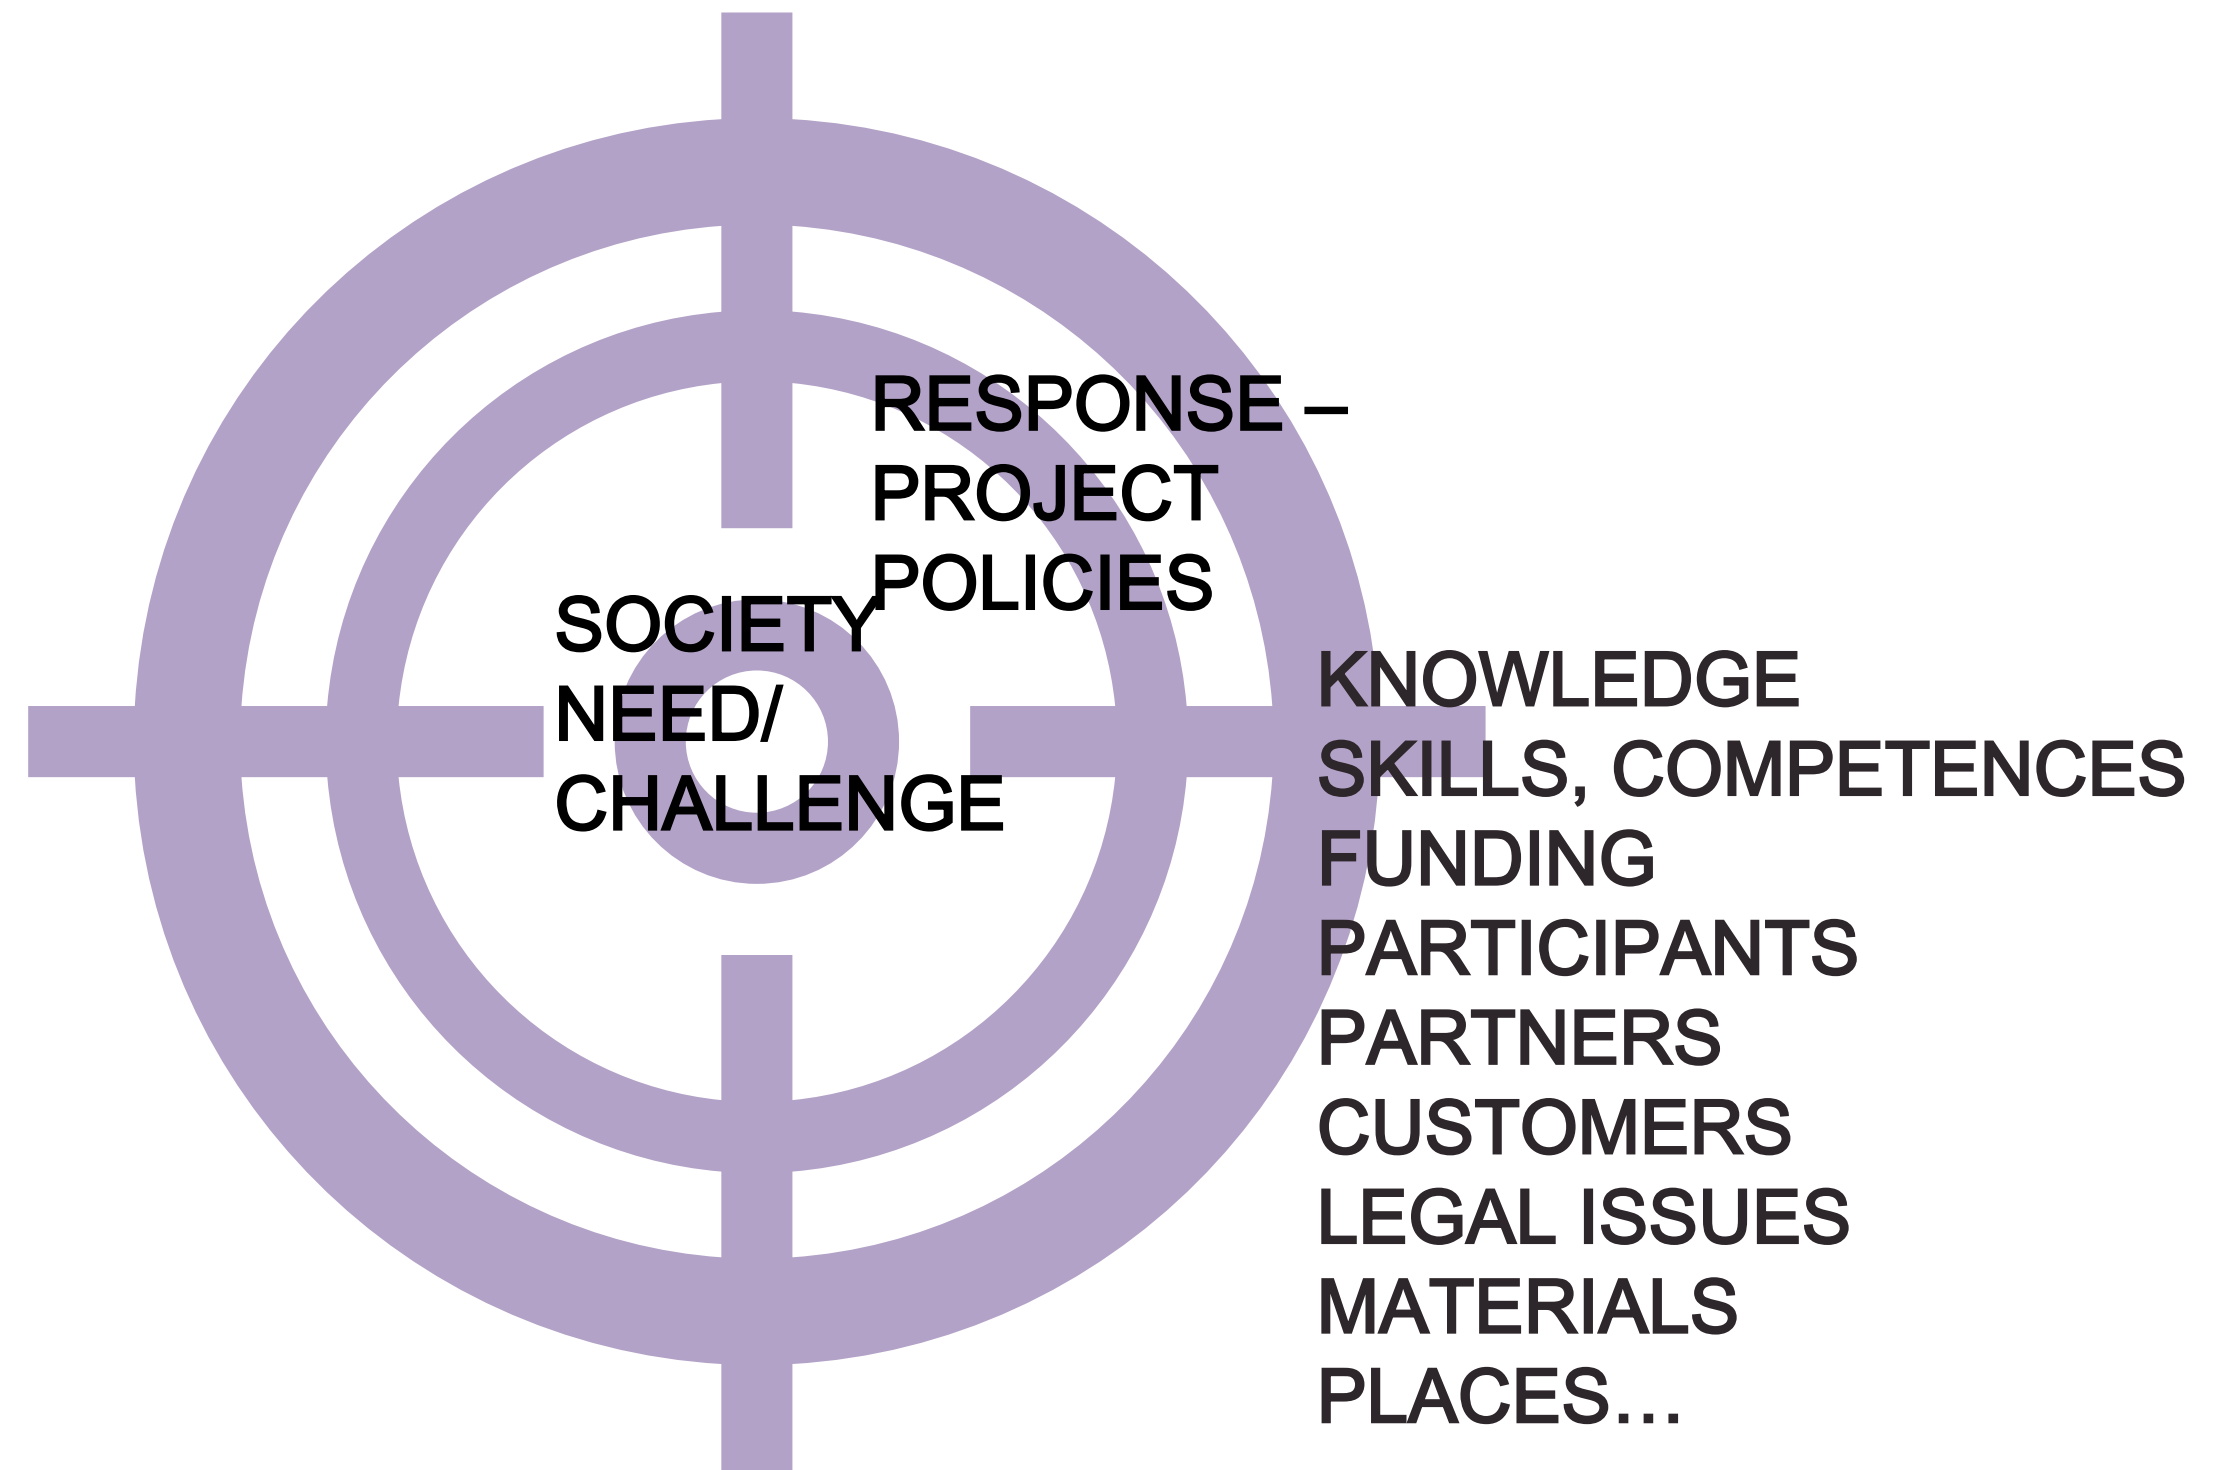 RESPONSE –
PROJECT
POLICIES
SOCIETY
NEED/
CHALLENGE
KNOWLEDGE
SKILLS, COMPETENCES
FUNDING
PARTICIPANTS
PARTNERS
CUSTOMERS
LEGAL ISSUES
MATERIALS
PLACES…